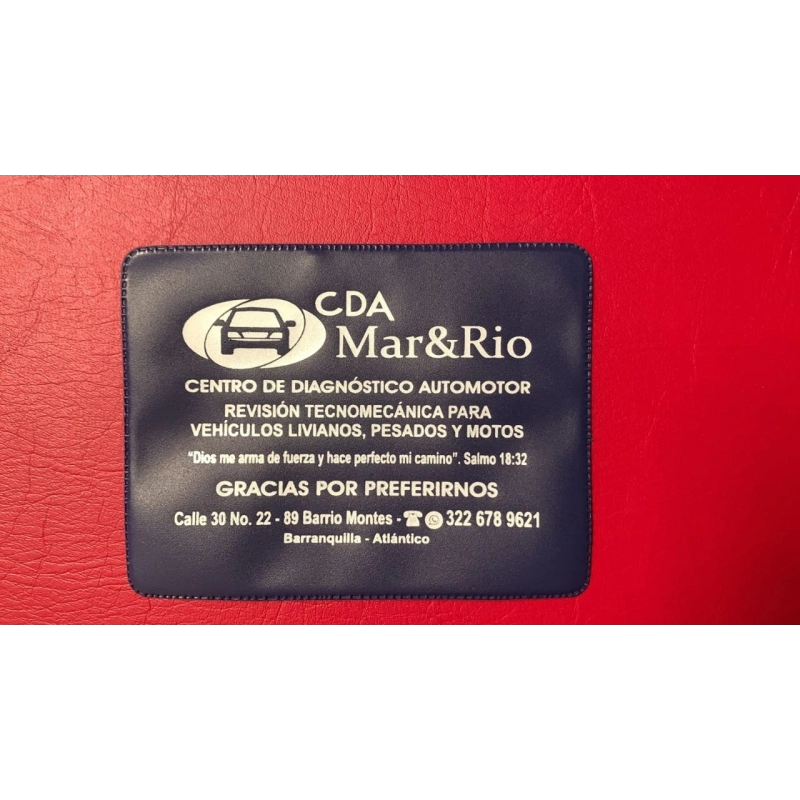 CDA
Mar&Rio
CENTRO DE DIAGNÓSTICO AUTOMOTOR
REVISIÓN TECNOMECÁNICA PARA
VEHÍCULOS LIVIANOS, PESADOS Y MOTOS
“Dios me arma de fuerza y hace perfecto mi camino”. Salmo 18:32
GRACIAS POR PREFERIRNOS
Calle 30 No. 22 - 89 Barrio Montes - 322 678 9621
Barranquilla - Atlántico